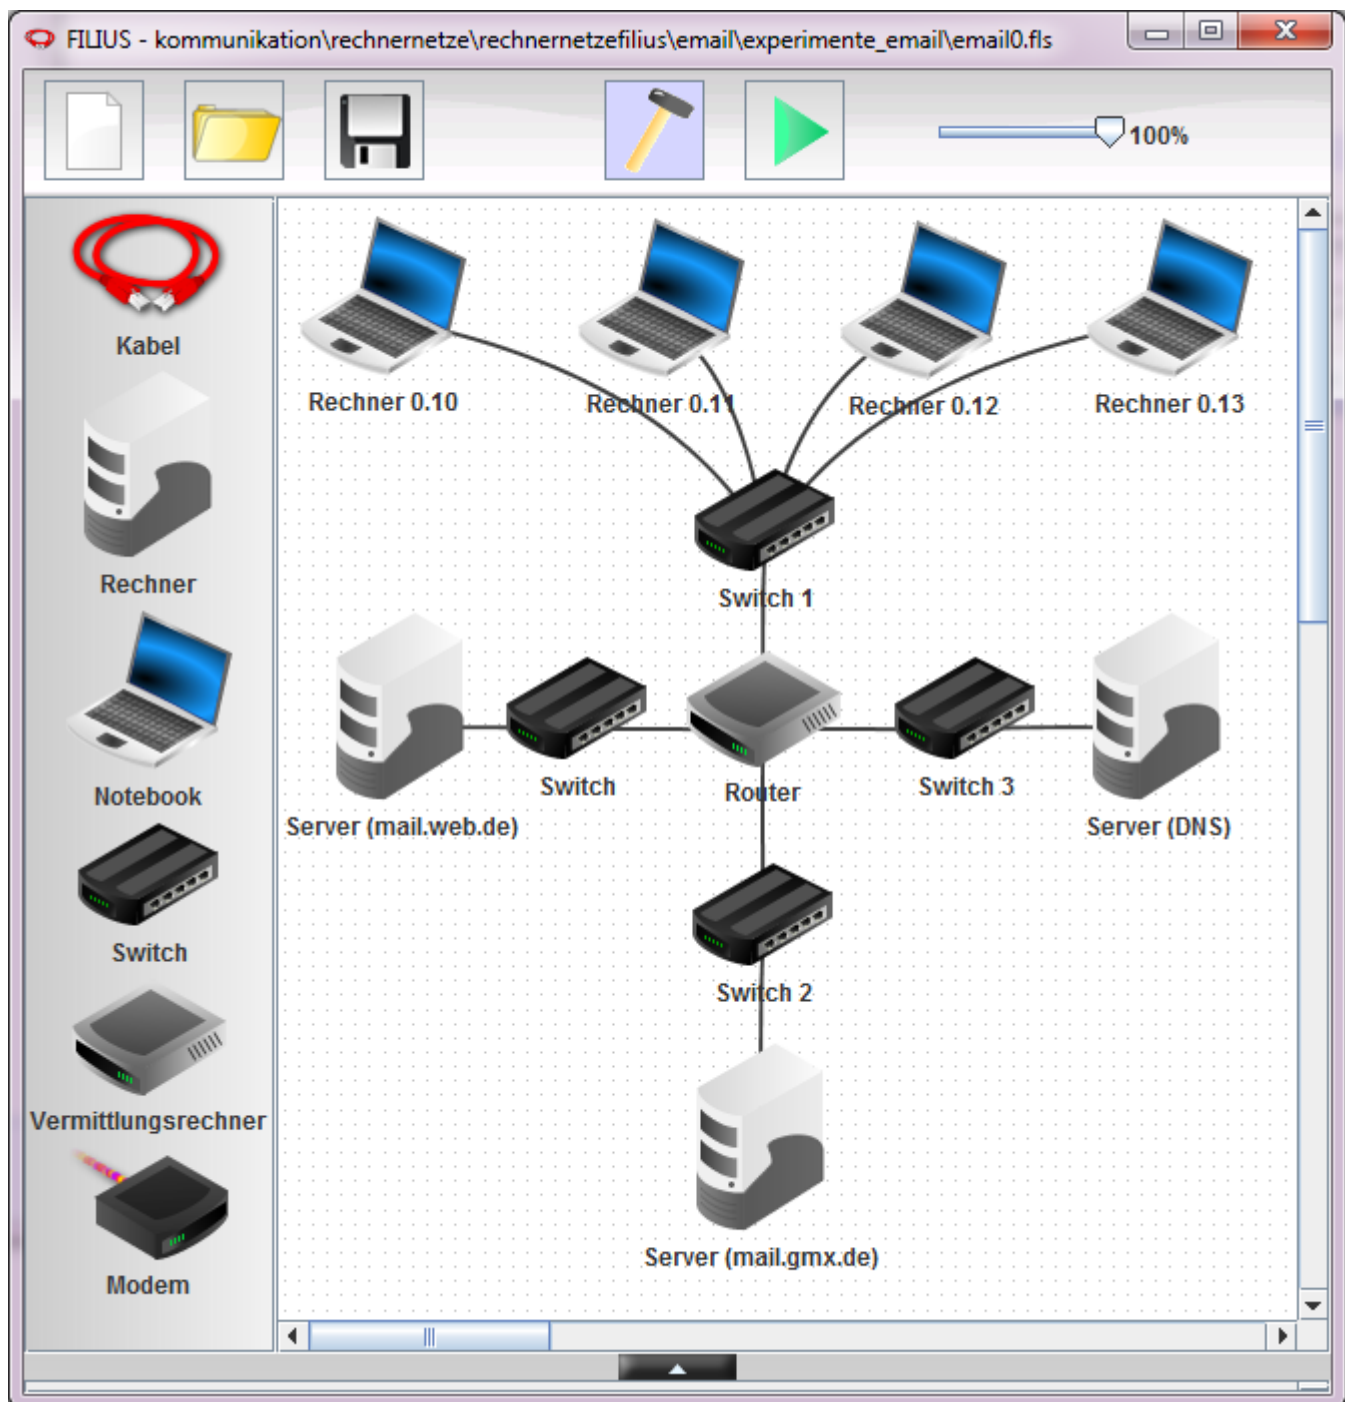 FILIUS - kommunikation\rechnernetze\rechnernetzefilius\email\experimente_email\email0.fls
100%
Kabel
Rechner
Notebook
Switch
Vermittlungsrechner
Modem
Rechner 0.10
Rechner 0.11
Rechner 0.12
Rechner 0.13
Switch 1
Server (mail.web.de)
Switch
Router
Switch 3
Server (DNS)
Switch 2
Server (mail.gmx.de)